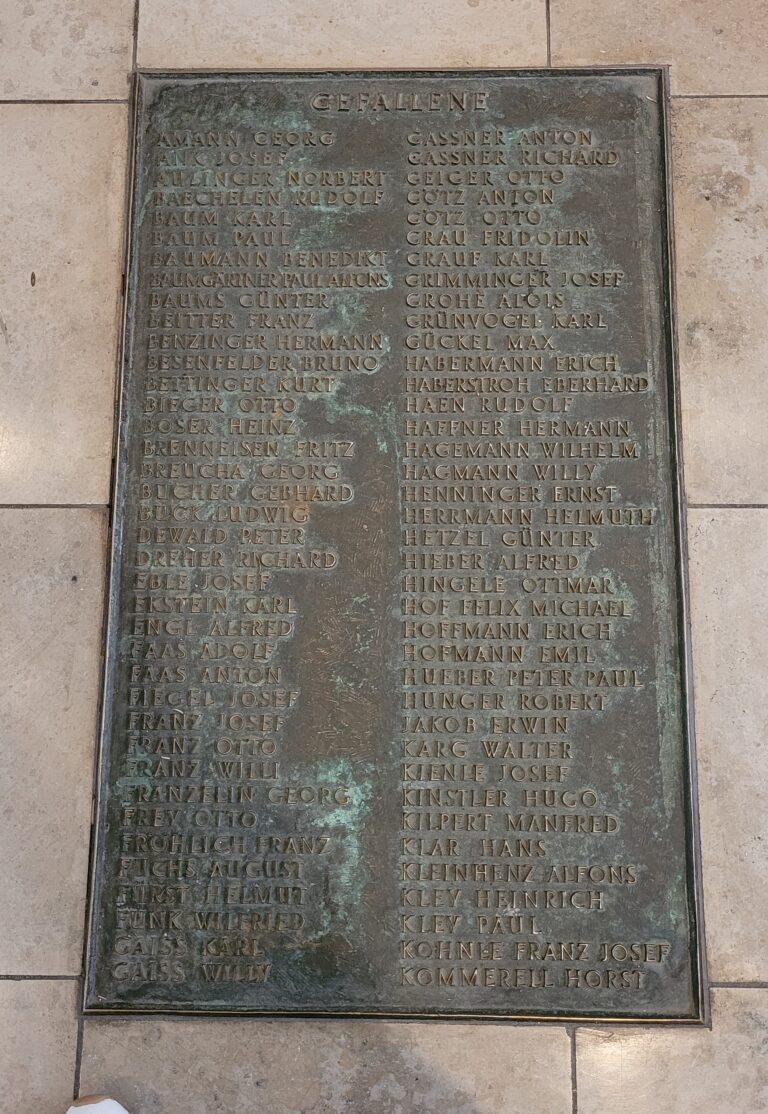 GEFALLENE
AMANN GEORG
ANK JOSEF
AULINGER NORBERT
BAECHELEN RUDOLF
BAUM KARL
BAUM PAUL
BAUMANN BENEDIKT
BAUMGÄRTNER PAUL ALFONS
BAUMS GÜNTER
BEITTER FRANZ
BENZINGER HERMANN
BESENFELDER BRUNO
BETTINGER KURT
BIEGER OTTO
BOSER HEINZ
BRENNEISEN FRITZ
BREUCHA GEORG
BUCHER GEBHARD
BUCK LUDWIG
DEWALD PETER
DREHER RICHARD
EBLE JOSEF
EKSTEIN KARL
ENGL ALFRED
FAAS ADOLF
FAAS ANTON
FIEGEL JOSEF
FRANZ JOSEF
FRANZ OTTO
FRANZ WILLI
FRANZELIN GEORG
FREY OTTO
FRÖHLICH FRANZ
FUCHS AUGUST
FÜRST HELMUT
FUNK WILFRIED
GAISS KARL
GAISS WILLY
GASSNER ANTON
GASSNER RICHARD
GEIGER OTTO
GÖTZ ANTON
GÖTZ OTTO
GRAU FRIDOLIN
GRAUF KARL
GRIMMINGER JOSEF
GROHE ALOIS
GRÜNVOGEL KARL
GÜCKEL MAX
HABERMANN ERICH
HABERSTROH EBERHARD
HAEN RUDOLF
HAFFNER HERMANN
HAGEMANN WILHELM
HAGMANN WILLY
HENNINGER ERNST
HERRMANN HELMUTH
HETZEL GÜNTER
HIEBER ALFRED
HINGELE OTTMAR
HOF FELIX MICHAEL
HOFFMANN ERICH
HOFMANN EMIL
HUEBER PETER PAUL
HUNGER ROBERT
JAKOB ERWIN
KARG WALTER
KIENLE JOSEF
KINSTLER HUGO
KILPERT MANFRED
KLAR HANS
KLEINHENZ ALFONS
KLEY HEINRICH
KLEY PAUL
KOHNLE FRANZ JOSEF
KOMMERELL HORST